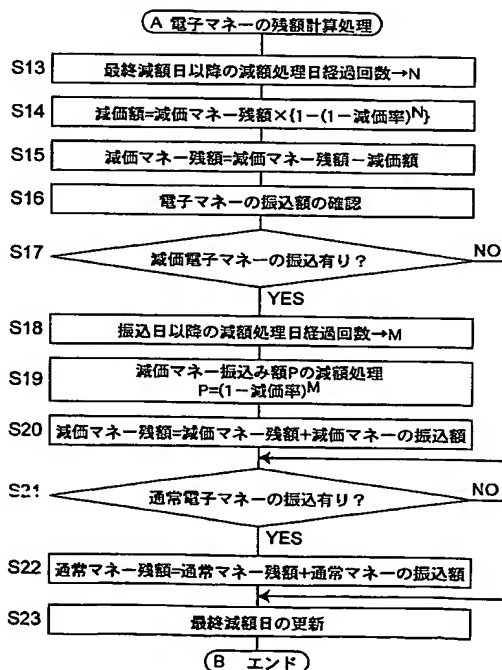 A 電子マネーの残額計算処理
S13 最終減額日以降の減額処理日経過回数→N
S14 減価額=減価マネー残額×{1-(1-減価率)^N}
S15 減価マネー残額=減価マネー残額-減価額
S16 電子マネーの振込額の確認
S17 減価電子マネーの振込有り? NO
YES
S18 振込日以降の減額処理日経過回数→M
S19 減価マネー振込み額Pの減額処理
P=(1-減価率)^M
S20 減価マネー残額=減価マネー残額+減価マネーの振込額
S21 通常電子マネーの振込有り? NO
YES
S22 通常マネー残額=通常マネー残額+通常マネーの振込額
S23 最終減額日の更新
B エンド